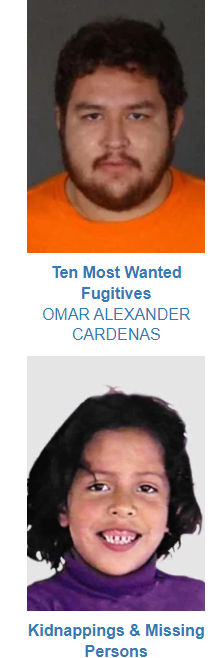 Ten Most Wanted
Fugitives
OMAR ALEXANDER
CARDENAS
Kidnappings & Missing
Persons